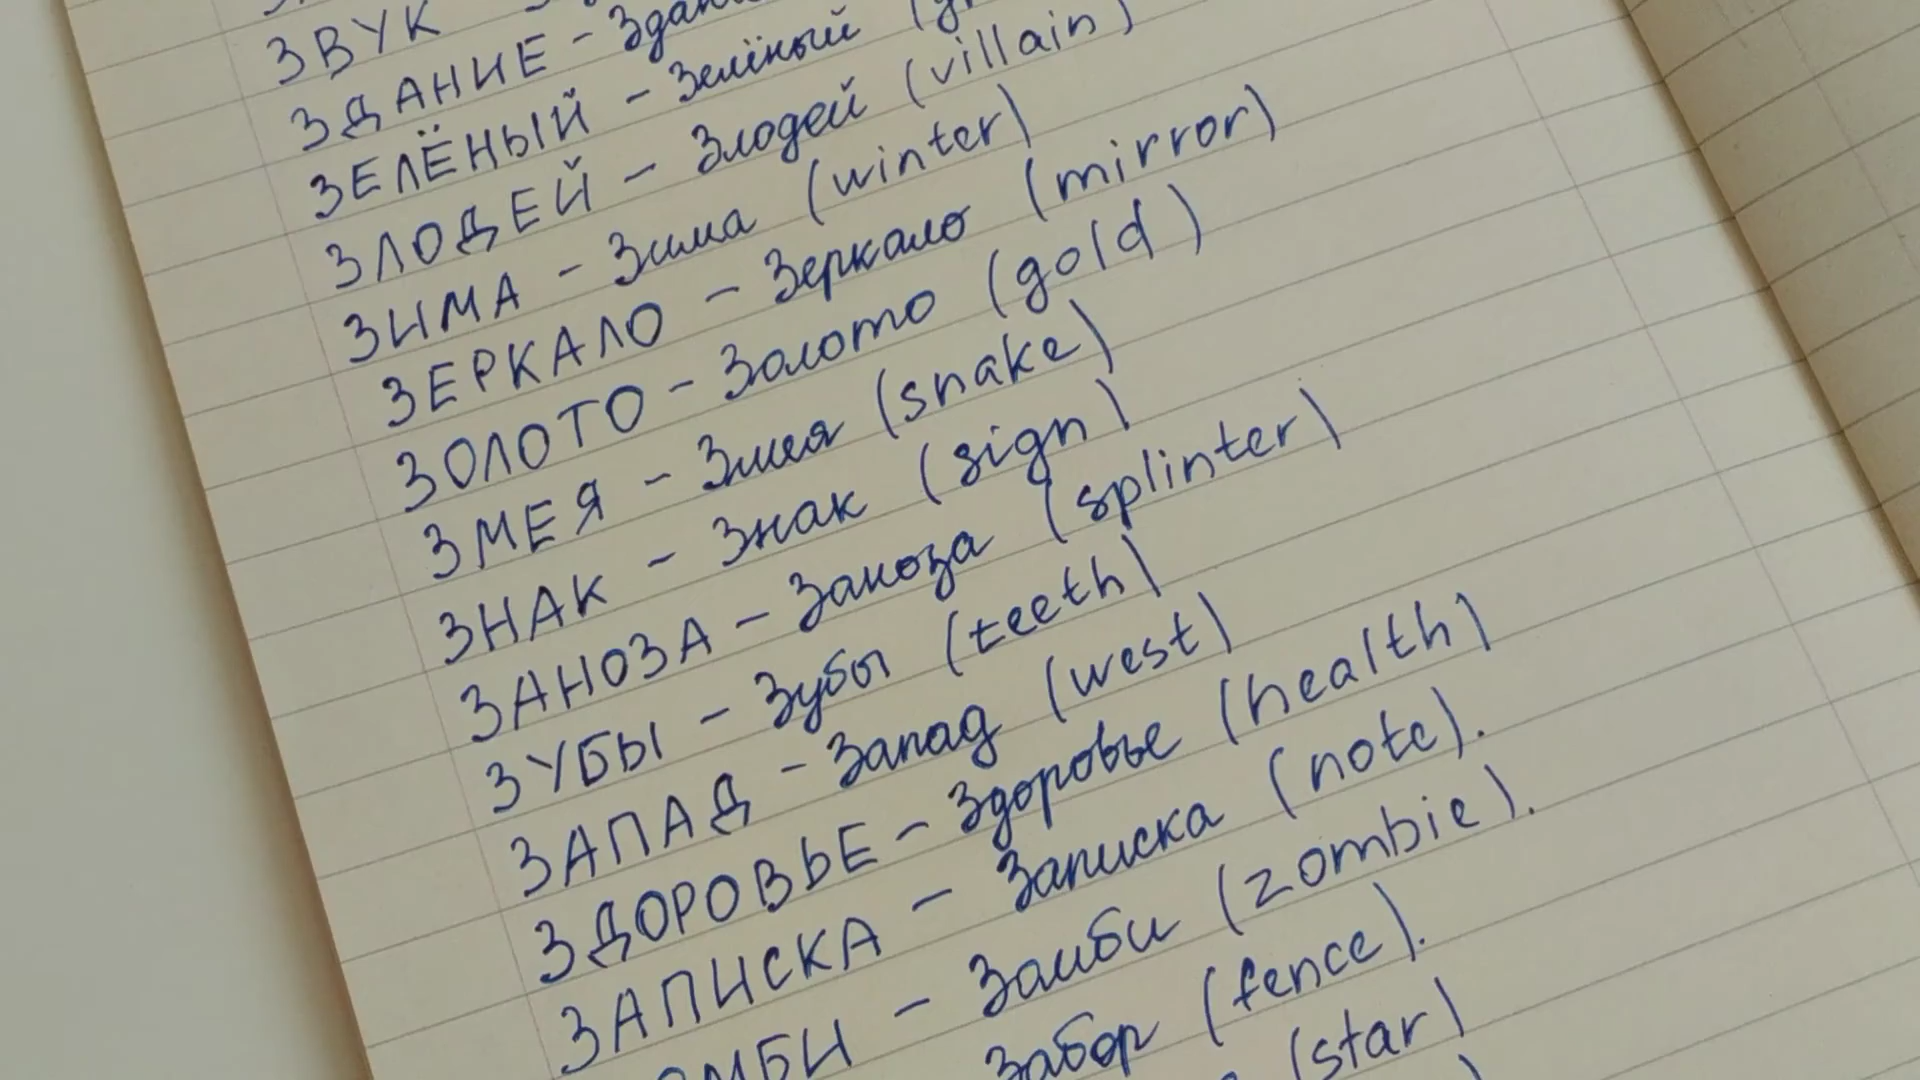 ЗВУК
ЗДАНИЕ -
ЗЕЛЁНЫЙ - Зелёный
ЗЛОДЕЙ - Злодей (villain)
ЗИМА - Зима (winter)
ЗЕРКАЛО - Зеркало (mirror)
ЗОЛОТО - Золото (gold)
ЗМЕЯ - Змея (snake)
ЗНАК - Знак (sign)
ЗАНОЗА - Заноза (splinter)
ЗУБЫ - Зубы (teeth)
ЗАПАД - Запад (west)
ЗДОРОВЬЕ - Здоровье (health)
ЗАПИСКА - Записка (note).
ОМБИ - Зомби (zombie).
Забор (fence).
(star)